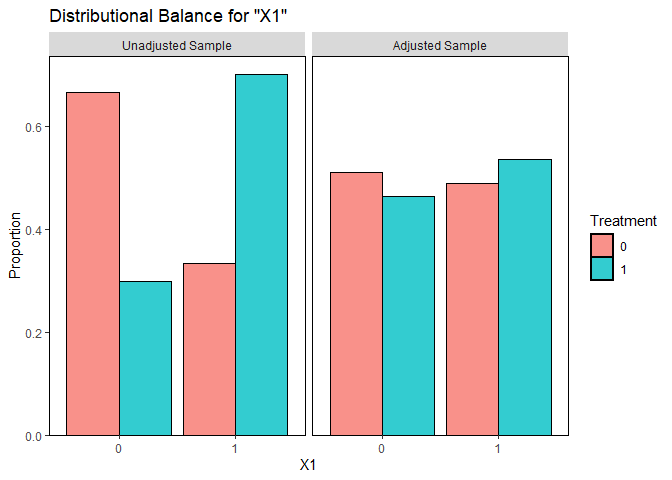 Distributional Balance for "X1"
Unadjusted Sample
Adjusted Sample
Proportion
0.6
0.4
0.2
0.0
0
1
0
1
X1
Treatment
0
1